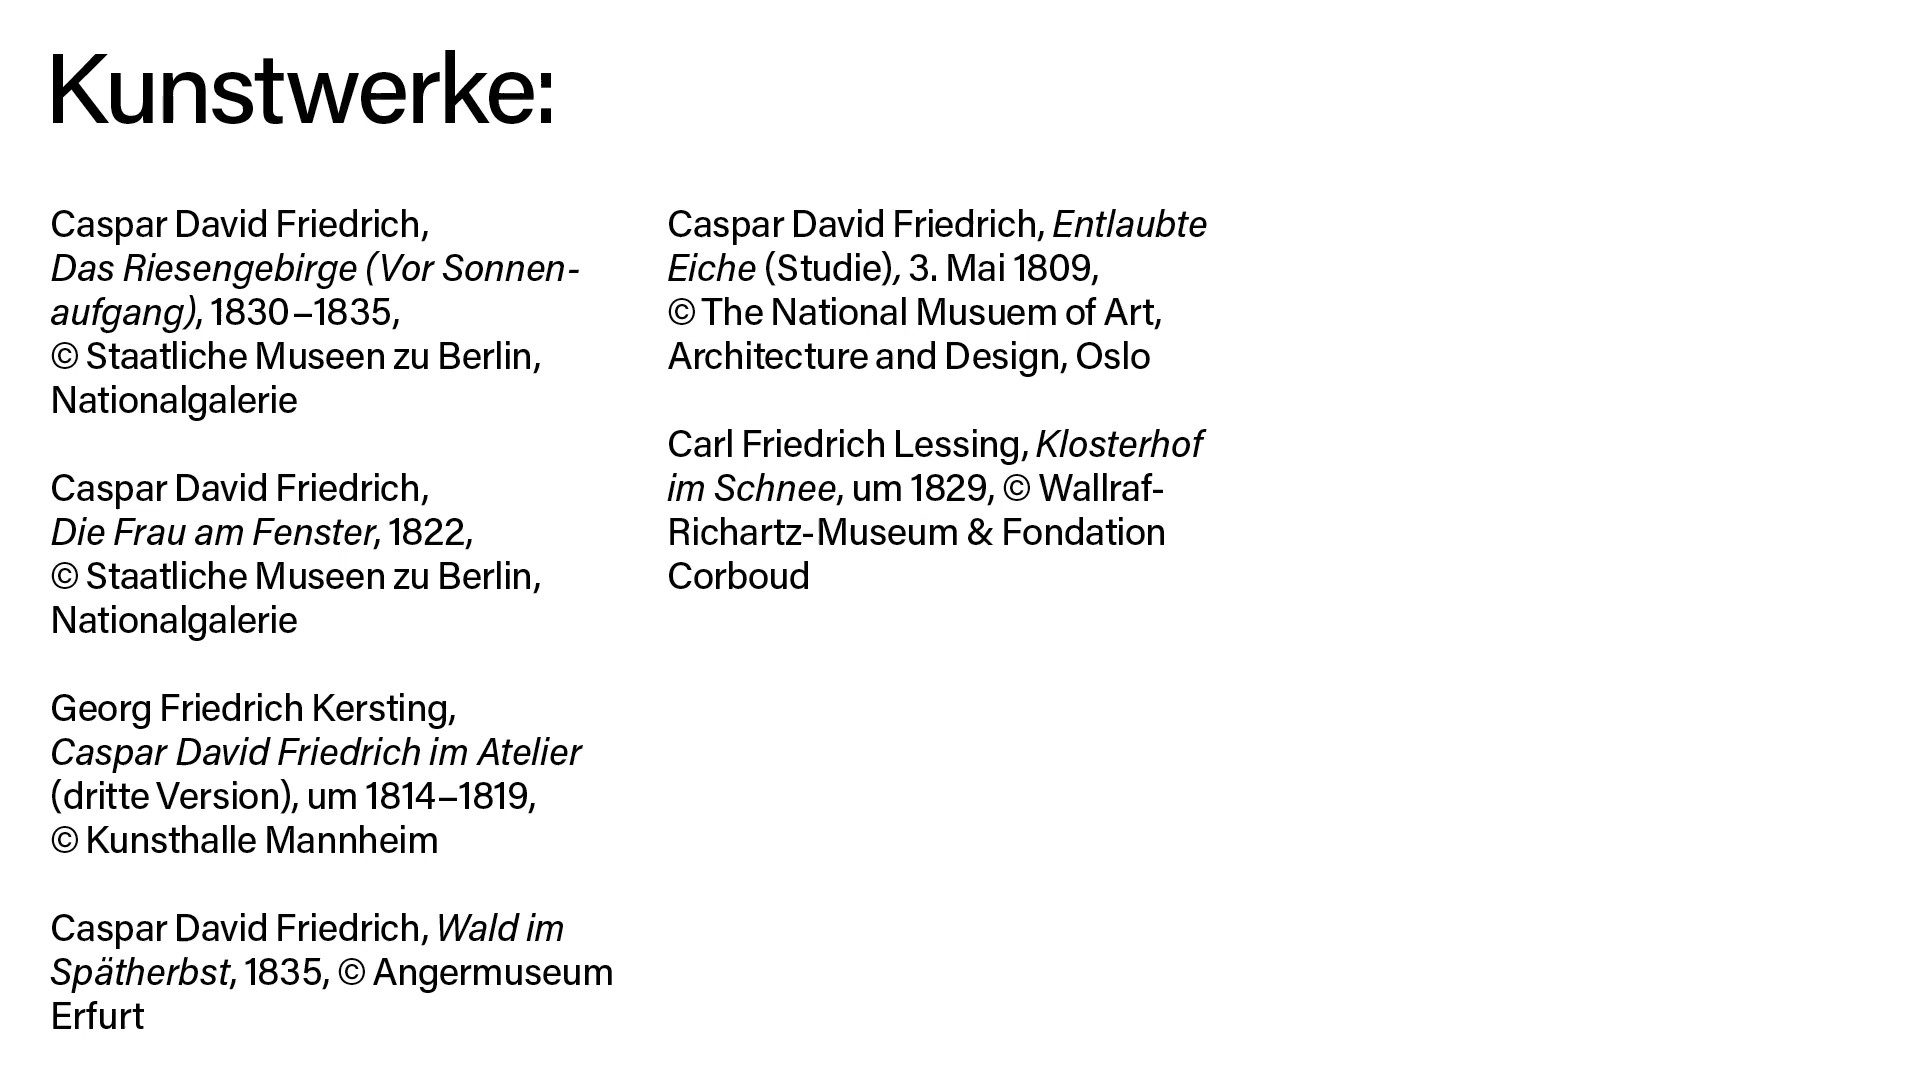 Kunstwerke:
Caspar David Friedrich,
Das Riesengebirge (Vor Sonnen-
aufgang), 1830–1835,
© Staatliche Museen zu Berlin,
Nationalgalerie
Caspar David Friedrich,
Die Frau am Fenster, 1822,
© Staatliche Museen zu Berlin,
Nationalgalerie
Georg Friedrich Kersting,
Caspar David Friedrich im Atelier
(dritte Version), um 1814–1819,
© Kunsthalle Mannheim
Caspar David Friedrich, Wald im
Spätherbst, 1835, © Angermuseum
Erfurt
Caspar David Friedrich, Entlaubte
Eiche (Studie), 3. Mai 1809,
© The National Musuem of Art,
Architecture and Design, Oslo
Carl Friedrich Lessing, Klosterhof
im Schnee, um 1829, © Wallraf-
Richartz-Museum & Fondation
Corboud